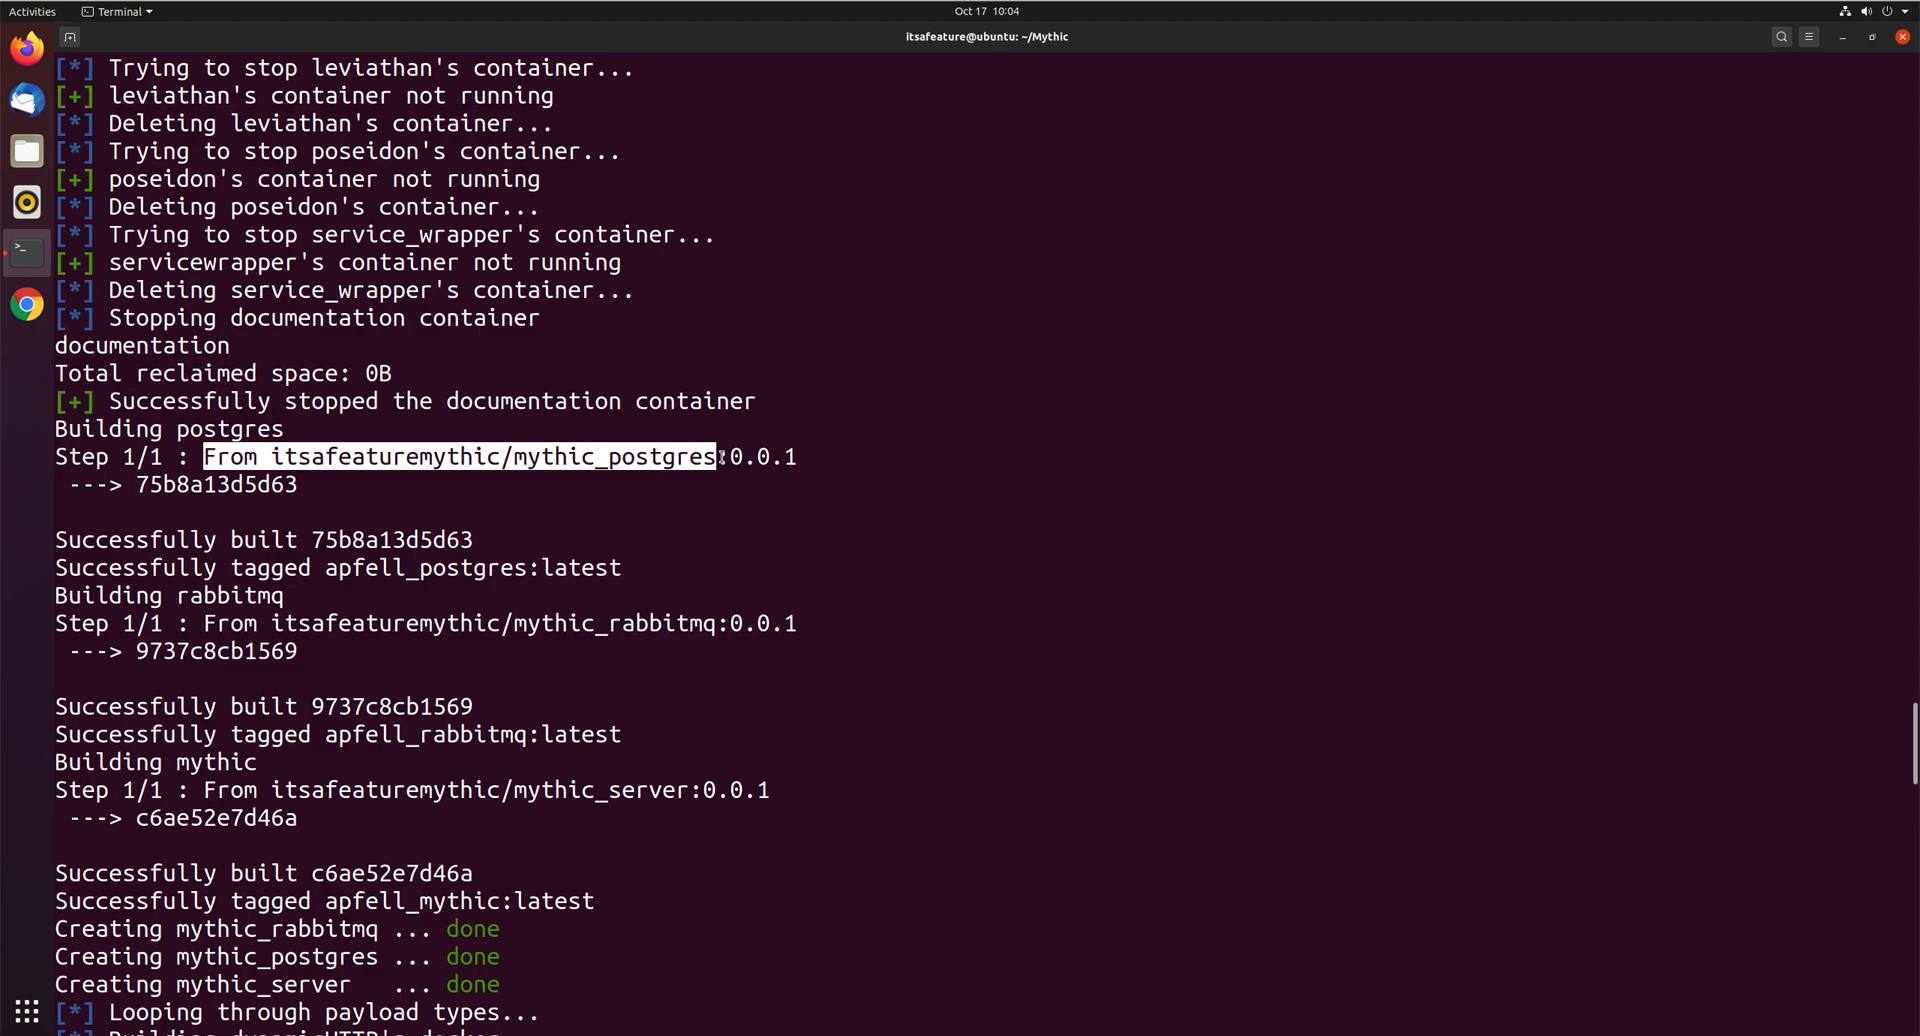 Activities
Terminal
Oct 17 10:04
itsafeature@ubuntu: ~/Mythic
[*] Trying to stop leviathan's container...
[+] leviathan's container not running
[*] Deleting leviathan's container...
[*] Trying to stop poseidon's container...
[+] poseidon's container not running
[*] Deleting poseidon's container...
[*] Trying to stop service_wrapper's container...
[+] servicewrapper's container not running
[*] Deleting service_wrapper's container...
[*] Stopping documentation container
documentation
Total reclaimed space: 0B
[+] Successfully stopped the documentation container
Building postgres
Step 1/1 : From itsafeaturemythic/mythic_postgres:0.0.1
 ---> 75b8a13d5d63
Successfully built 75b8a13d5d63
Successfully tagged apfell_postgres:latest
Building rabbitmq
Step 1/1 : From itsafeaturemythic/mythic_rabbitmq:0.0.1
 ---> 9737c8cb1569
Successfully built 9737c8cb1569
Successfully tagged apfell_rabbitmq:latest
Building mythic
Step 1/1 : From itsafeaturemythic/mythic_server:0.0.1
 ---> c6ae52e7d46a
Successfully built c6ae52e7d46a
Successfully tagged apfell_mythic:latest
Creating mythic_rabbitmq ... done
Creating mythic_postgres ... done
Creating mythic_server   ... done
[*] Looping through payload types...